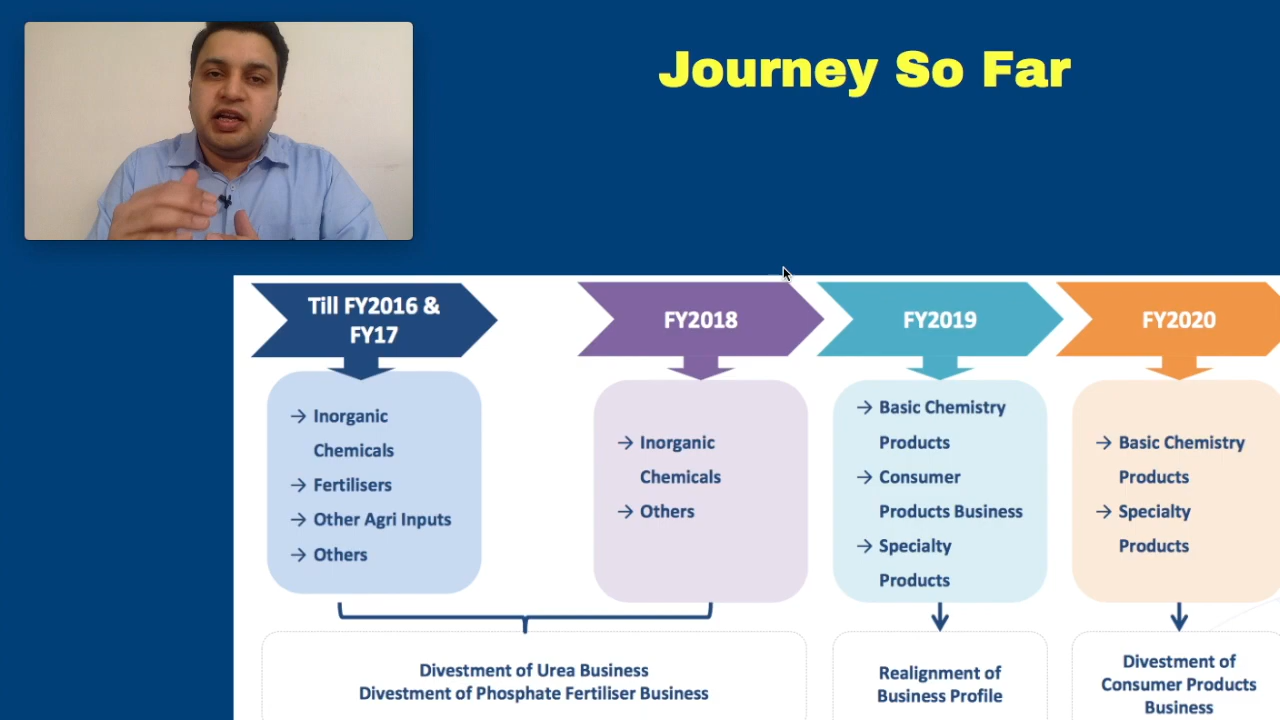 Journey So Far
Till FY2016 &
FY17
FY2018
FY2019
FY2020
→ Inorganic
Chemicals
→ Fertilisers
→ Other Agri Inputs
→ Others
→ Inorganic
Chemicals
→ Others
→ Basic Chemistry
Products
→ Consumer
Products Business
→ Specialty
Products
→ Basic Chemistry
Products
→ Specialty
Products
Divestment of Urea Business
Divestment of Phosphate Fertiliser Business
Realignment of
Business Profile
Divestment of
Consumer Products
Business